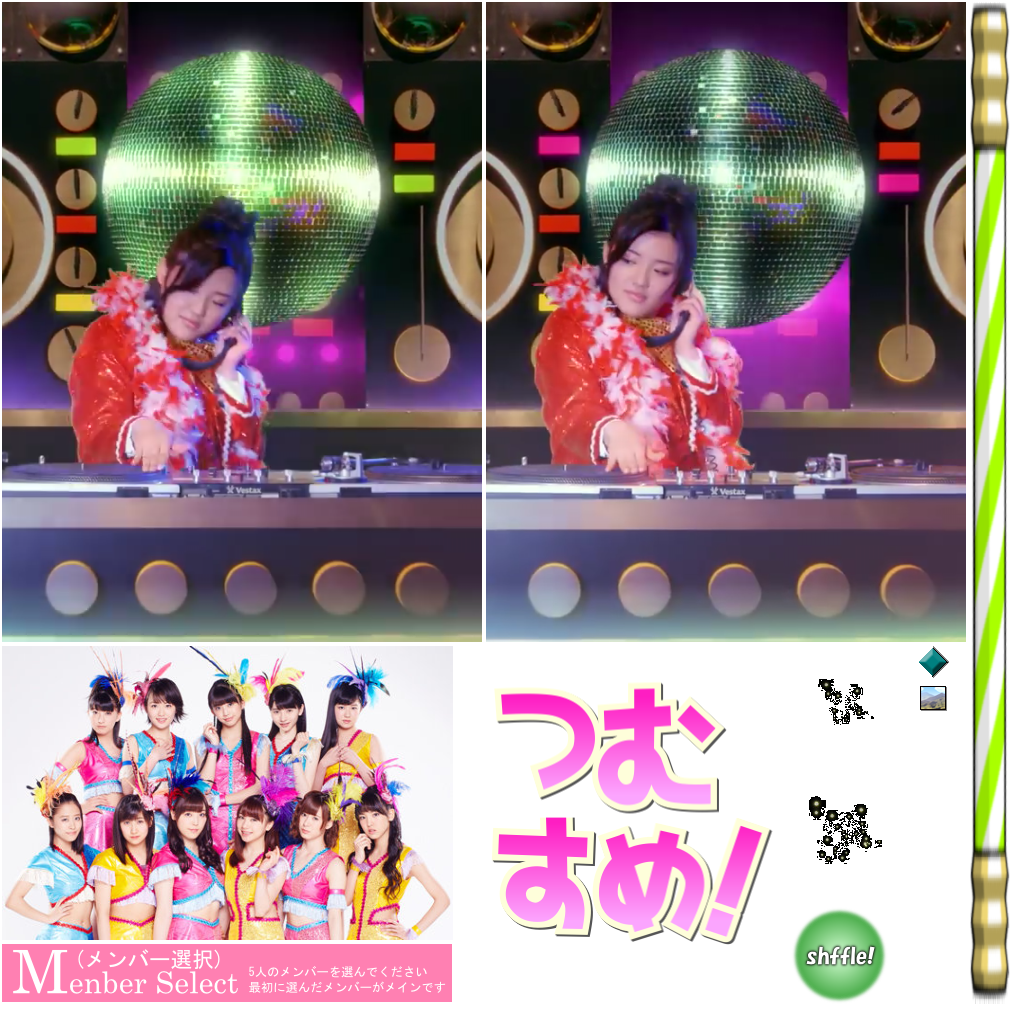 Vestax
Vestax
つむ
すめ!
shffle!
(メンバー選択)
Menber Select
5人のメンバーを選んでください
最初に選んだメンバーがメインです